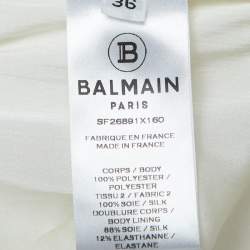 36
B
BALMAIN
PARIS
SF26891X160
FABRIQUE EN FRANCE
MADE IN FRANCE
CORPS / BODY
100% POLYESTER /
POLYESTER
TISSU 2 / FABRIC 2
100% SOIE / SILK
DOUBLURE CORPS /
BODY LINING
88% SOIE / SILK
12% ELASTHANNE /
ELASTANE